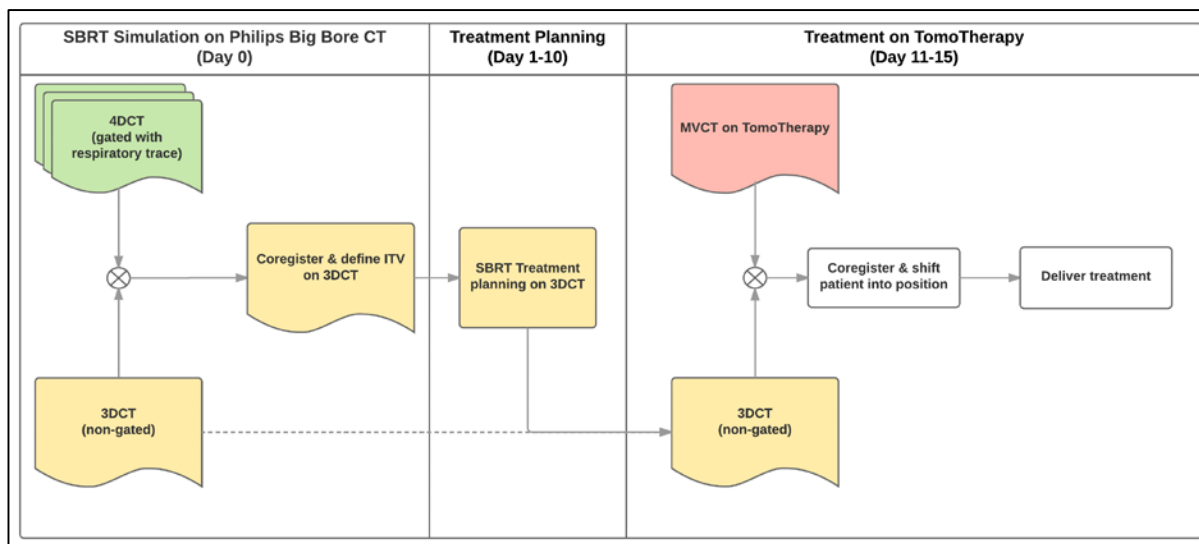 SBRT Simulation on Philips Big Bore CT
(Day 0)
Treatment Planning
(Day 1-10)
Treatment on TomoTherapy
(Day 11-15)
4DCT
(gated with
respiratory trace)
MVCT on TomoTherapy
Coregister & define ITV
on 3DCT
SBRT Treatment
planning on 3DCT
Coregister & shift
patient into position
Deliver treatment
3DCT
(non-gated)
3DCT
(non-gated)